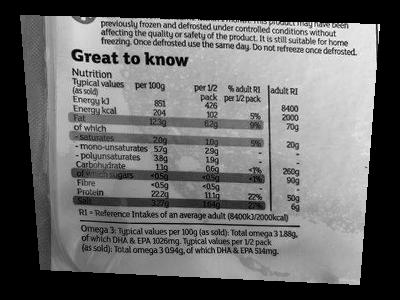 This product may have been
previously frozen and defrosted under controlled conditions without
affecting the quality or safety of the product. It is still suitable for home
freezing. Once defrosted use the same day. Do not refreeze once defrosted.
Great to know
Nutrition
Typical values (as sold) per 100g per 1/2 pack % adult RI per 1/2 pack adult RI
Energy kJ 851 426 8400
Energy kcal 204 102 5% 2000
Fat 12.3g 6.2g 9% 70g
of which
- saturates 2.0g 1.0g 5% 20g
- mono-unsaturates 5.7g 2.9g - -
- polyunsaturates 3.8g 1.9g - -
Carbohydrate 1.1g 0.6g <1% 260g
of which sugars <0.5g <0.5g <1% 90g
Fibre <0.5g <0.5g - -
Protein 22.2g 11.1g 22% 50g
Salt 3.27g 1.64g 27% 6g
RI = Reference Intakes of an average adult (8400kJ/2000kcal)
Omega 3: Typical values per 100g (as sold): Total omega 3 1.88g,
of which DHA & EPA 1026mg. Typical values per 1/2 pack
(as sold): Total omega 3 0.94g, of which DHA & EPA 514mg.